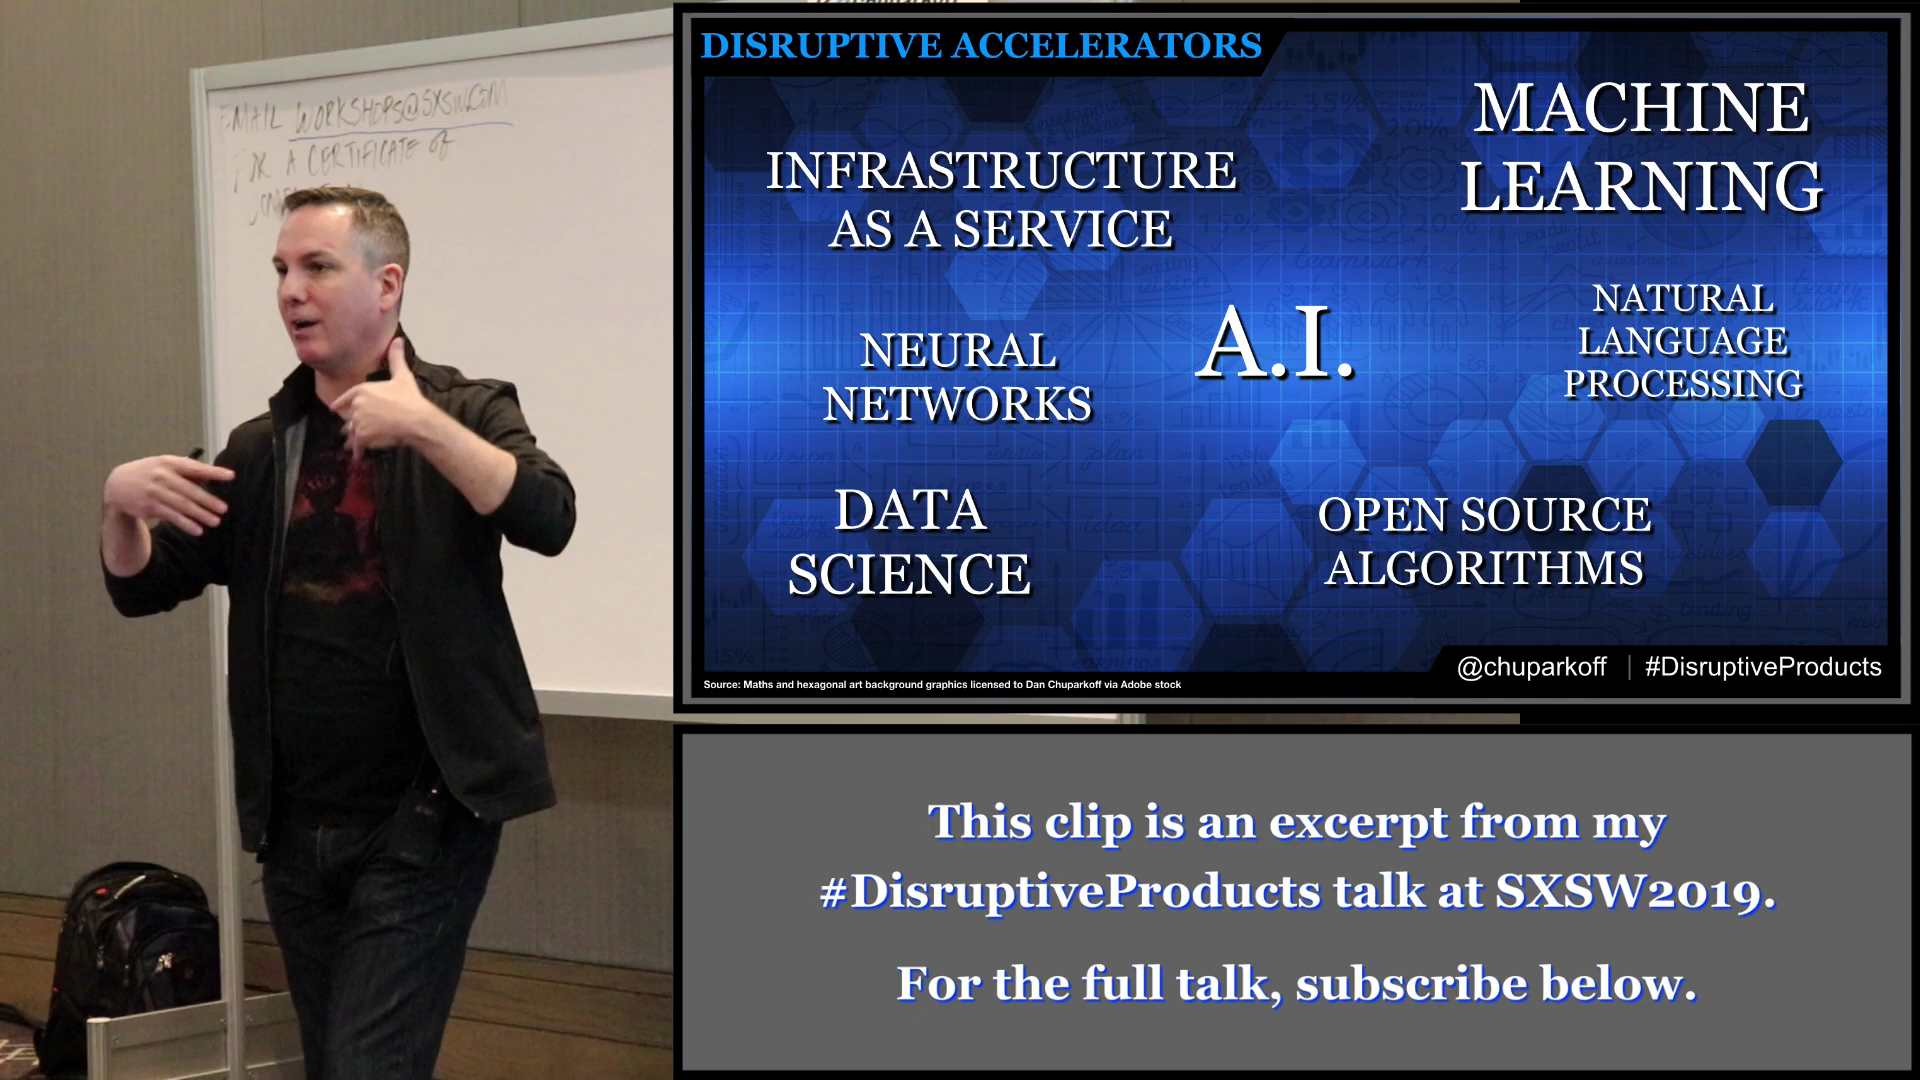 EMAIL WORKSHOPS@SXSW.COM
FOR A CERTIFICATE OF
DISRUPTIVE ACCELERATORS
MACHINE
LEARNING
INFRASTRUCTURE
AS A SERVICE
NATURAL
LANGUAGE
PROCESSING
A.I.
NEURAL
NETWORKS
DATA
SCIENCE
OPEN SOURCE
ALGORITHMS
@chuparkoff | #DisruptiveProducts
Source: Maths and hexagonal art background graphics licensed to Dan Chuparkoff via Adobe stock
This clip is an excerpt from my
#DisruptiveProducts talk at SXSW2019.
For the full talk, subscribe below.